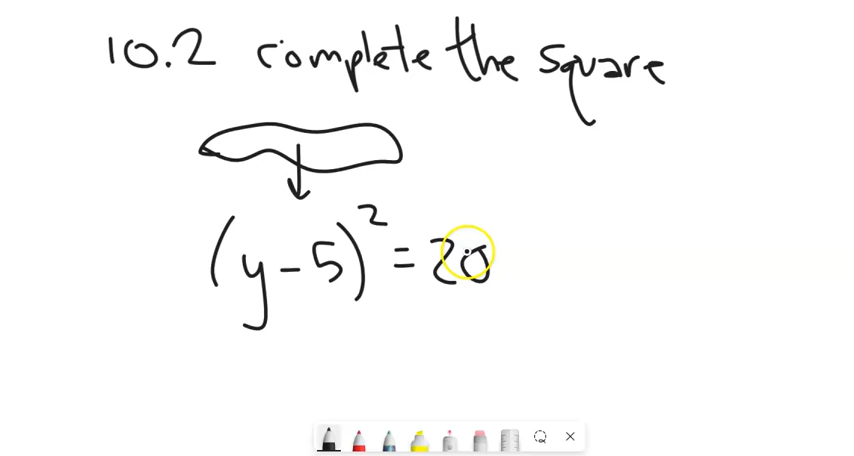 10.2 complete the square
(y-5)² = 20